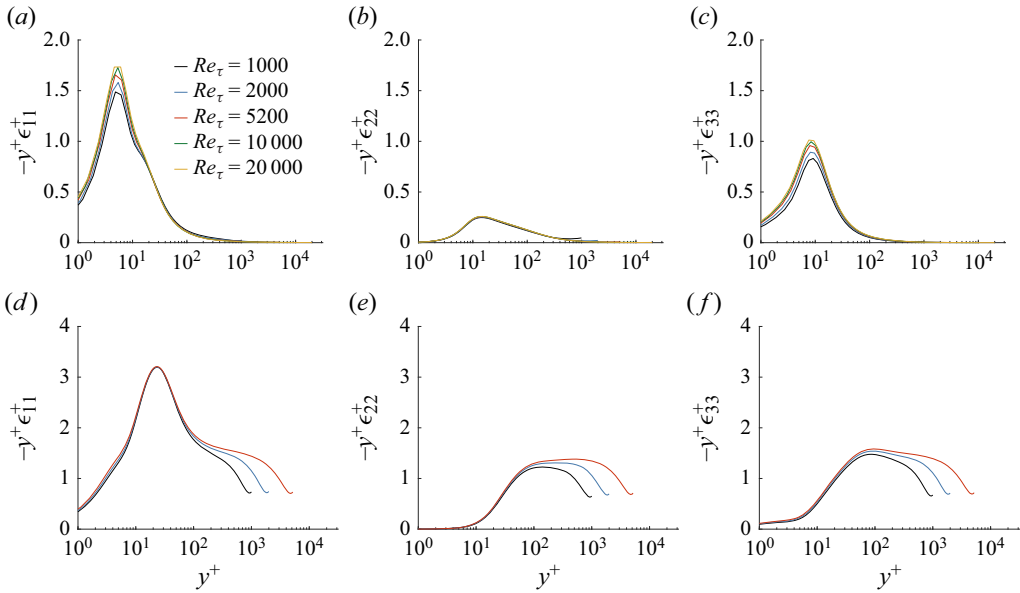 (a) (b) (c)
2.0 2.0 2.0
Re_τ = 1000
Re_τ = 2000
1.5 1.5 1.5
Re_τ = 5200
−y⁺ϵ⁺₁₁ 1.0 −y⁺ϵ⁺₂₂ 1.0 −y⁺ϵ⁺₃₃ 1.0
Re_τ = 10 000
Re_τ = 20 000
0.5 0.5 0.5
0 0 0
10⁰ 10¹ 10² 10³ 10⁴ 10⁰ 10¹ 10² 10³ 10⁴ 10⁰ 10¹ 10² 10³ 10⁴
(d) (e) (f)
4 4 4
3 3 3
−y⁺ϵ⁺₁₁ 2 −y⁺ϵ⁺₂₂ 2 −y⁺ϵ⁺₃₃ 2
1 1 1
0 0 0
10⁰ 10¹ 10² 10³ 10⁴ 10⁰ 10¹ 10² 10³ 10⁴ 10⁰ 10¹ 10² 10³ 10⁴
y⁺ y⁺ y⁺